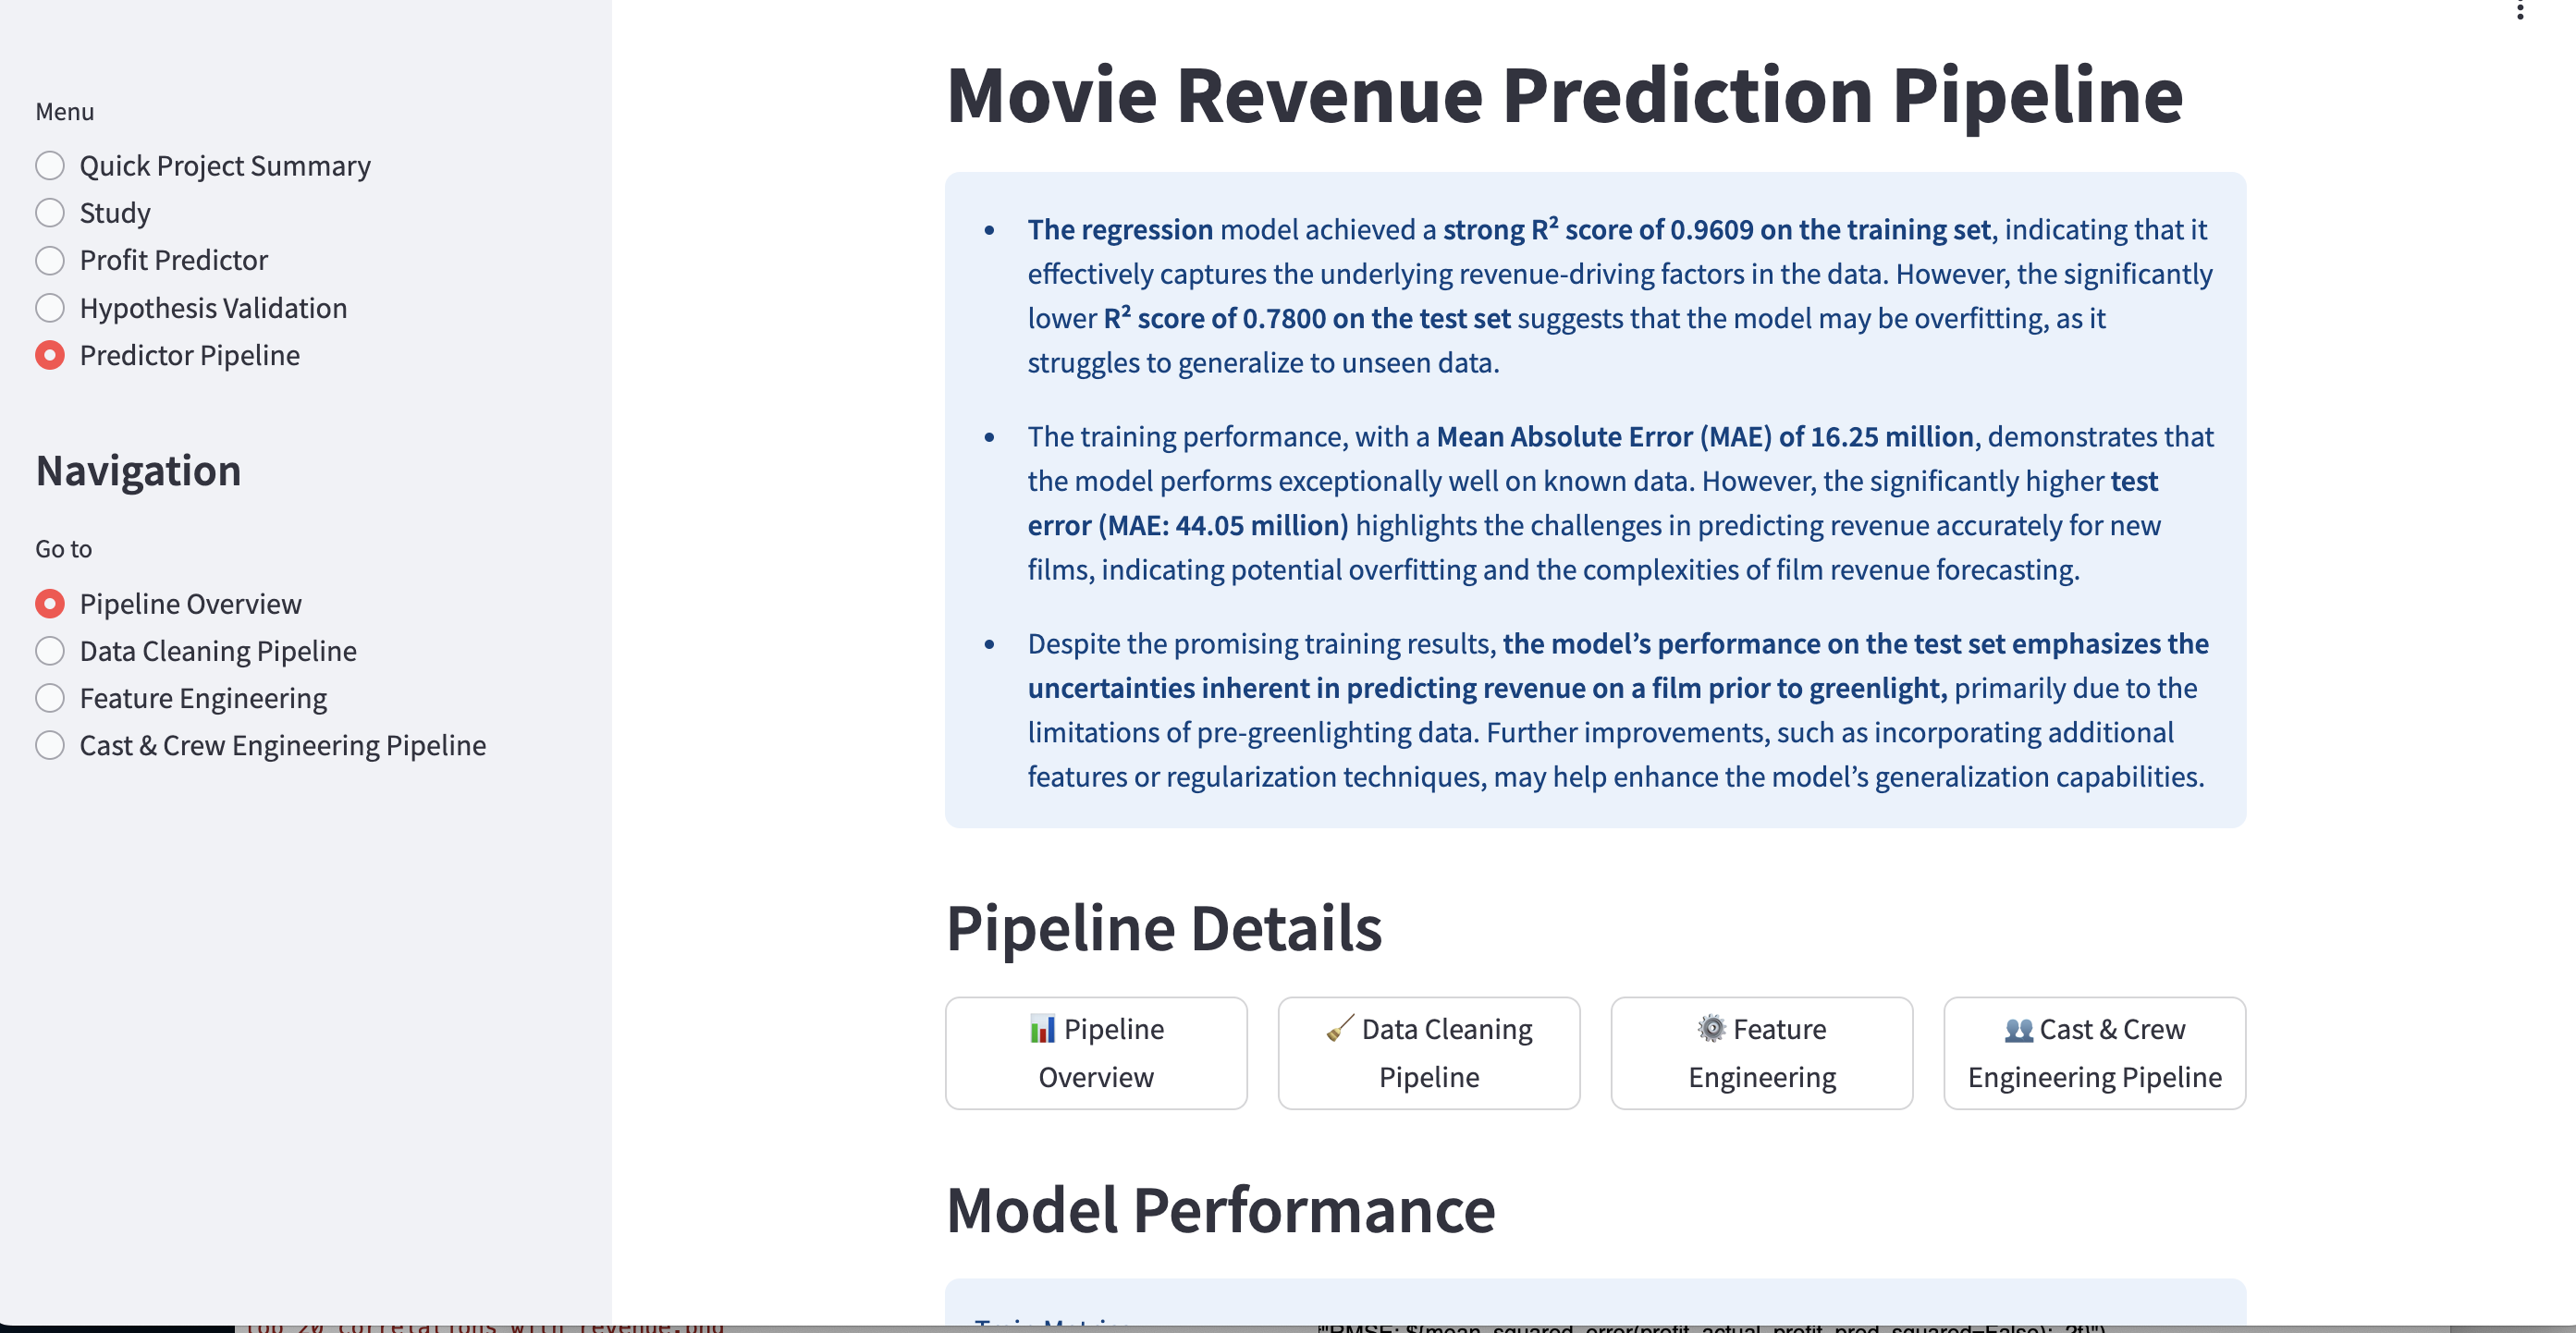 Menu
Quick Project Summary
Study
Profit Predictor
Hypothesis Validation
Predictor Pipeline
Navigation
Go to
Pipeline Overview
Data Cleaning Pipeline
Feature Engineering
Cast & Crew Engineering Pipeline
Movie Revenue Prediction Pipeline
• The regression model achieved a strong R² score of 0.9609 on the training set, indicating that it
effectively captures the underlying revenue-driving factors in the data. However, the significantly
lower R² score of 0.7800 on the test set suggests that the model may be overfitting, as it
struggles to generalize to unseen data.
• The training performance, with a Mean Absolute Error (MAE) of 16.25 million, demonstrates that
the model performs exceptionally well on known data. However, the significantly higher test
error (MAE: 44.05 million) highlights the challenges in predicting revenue accurately for new
films, indicating potential overfitting and the complexities of film revenue forecasting.
• Despite the promising training results, the model’s performance on the test set emphasizes the
uncertainties inherent in predicting revenue on a film prior to greenlight, primarily due to the
limitations of pre-greenlighting data. Further improvements, such as incorporating additional
features or regularization techniques, may help enhance the model’s generalization capabilities.
Pipeline Details
📊 Pipeline
Overview
🧹 Data Cleaning
Pipeline
⚙️ Feature
Engineering
👥 Cast & Crew
Engineering Pipeline
Model Performance